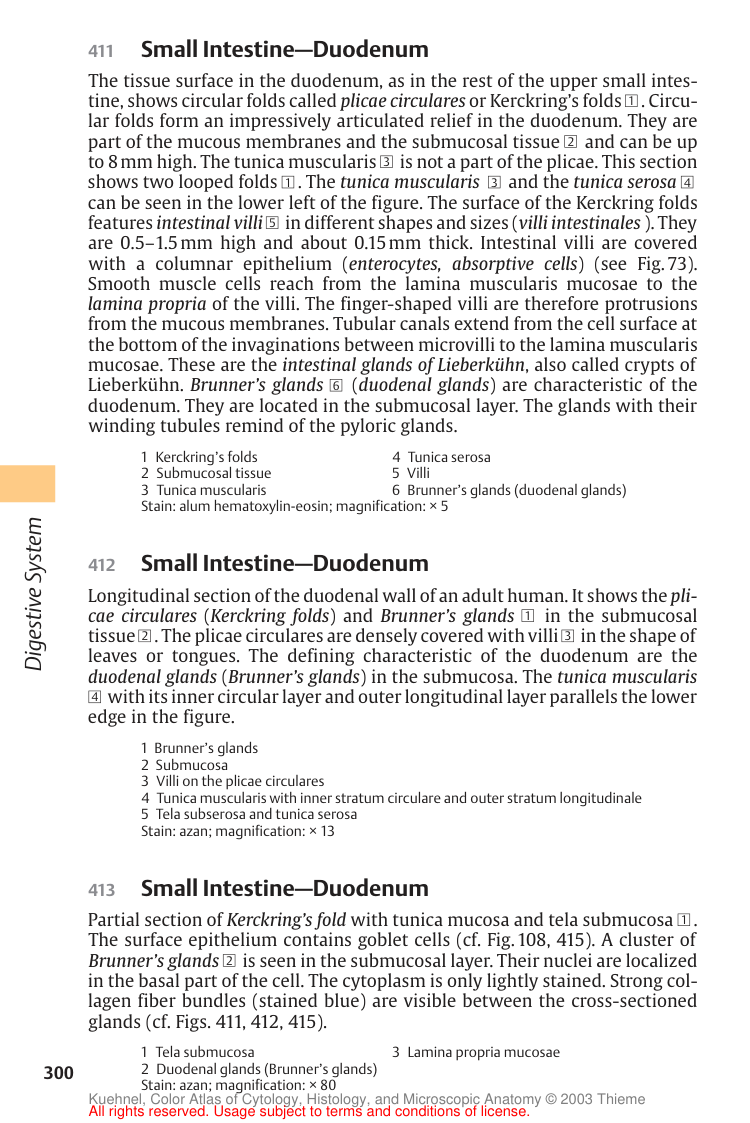 411 Small Intestine—Duodenum
The tissue surface in the duodenum, as in the rest of the upper small intes-
tine, shows circular folds called plicae circulares or Kerckring’s folds 1. Circu-
lar folds form an impressively articulated relief in the duodenum. They are
part of the mucous membranes and the submucosal tissue 2 and can be up
to 8 mm high. The tunica muscularis 3 is not a part of the plicae. This section
shows two looped folds 1. The tunica muscularis 3 and the tunica serosa 4
can be seen in the lower left of the figure. The surface of the Kerckring folds
features intestinal villi 5 in different shapes and sizes (villi intestinales ). They
are 0.5–1.5 mm high and about 0.15 mm thick. Intestinal villi are covered
with a columnar epithelium (enterocytes, absorptive cells) (see Fig. 73).
Smooth muscle cells reach from the lamina muscularis mucosae to the
lamina propria of the villi. The finger-shaped villi are therefore protrusions
from the mucous membranes. Tubular canals extend from the cell surface at
the bottom of the invaginations between microvilli to the lamina muscularis
mucosae. These are the intestinal glands of Lieberkühn, also called crypts of
Lieberkühn. Brunner’s glands 6 (duodenal glands) are characteristic of the
duodenum. They are located in the submucosal layer. The glands with their
winding tubules remind of the pyloric glands.
1 Kerckring’s folds
2 Submucosal tissue
3 Tunica muscularis
4 Tunica serosa
5 Villi
6 Brunner’s glands (duodenal glands)
Stain: alum hematoxylin-eosin; magnification: × 5
Digestive System
412 Small Intestine—Duodenum
Longitudinal section of the duodenal wall of an adult human. It shows the pli-
cae circulares (Kerckring folds) and Brunner’s glands 1 in the submucosal
tissue 2. The plicae circulares are densely covered with villi 3 in the shape of
leaves or tongues. The defining characteristic of the duodenum are the
duodenal glands (Brunner’s glands) in the submucosa. The tunica muscularis
4 with its inner circular layer and outer longitudinal layer parallels the lower
edge in the figure.
1 Brunner’s glands
2 Submucosa
3 Villi on the plicae circulares
4 Tunica muscularis with inner stratum circulare and outer stratum longitudinale
5 Tela subserosa and tunica serosa
Stain: azan; magnification: × 13
413 Small Intestine—Duodenum
Partial section of Kerckring’s fold with tunica mucosa and tela submucosa 1.
The surface epithelium contains goblet cells (cf. Fig. 108, 415). A cluster of
Brunner’s glands 2 is seen in the submucosal layer. Their nuclei are localized
in the basal part of the cell. The cytoplasm is only lightly stained. Strong col-
lagen fiber bundles (stained blue) are visible between the cross-sectioned
glands (cf. Figs. 411, 412, 415).
1 Tela submucosa
2 Duodenal glands (Brunner’s glands)
3 Lamina propria mucosae
Stain: azan; magnification: × 80
300
Kuehnel, Color Atlas of Cytology, Histology, and Microscopic Anatomy © 2003 Thieme
All rights reserved. Usage subject to terms and conditions of license.